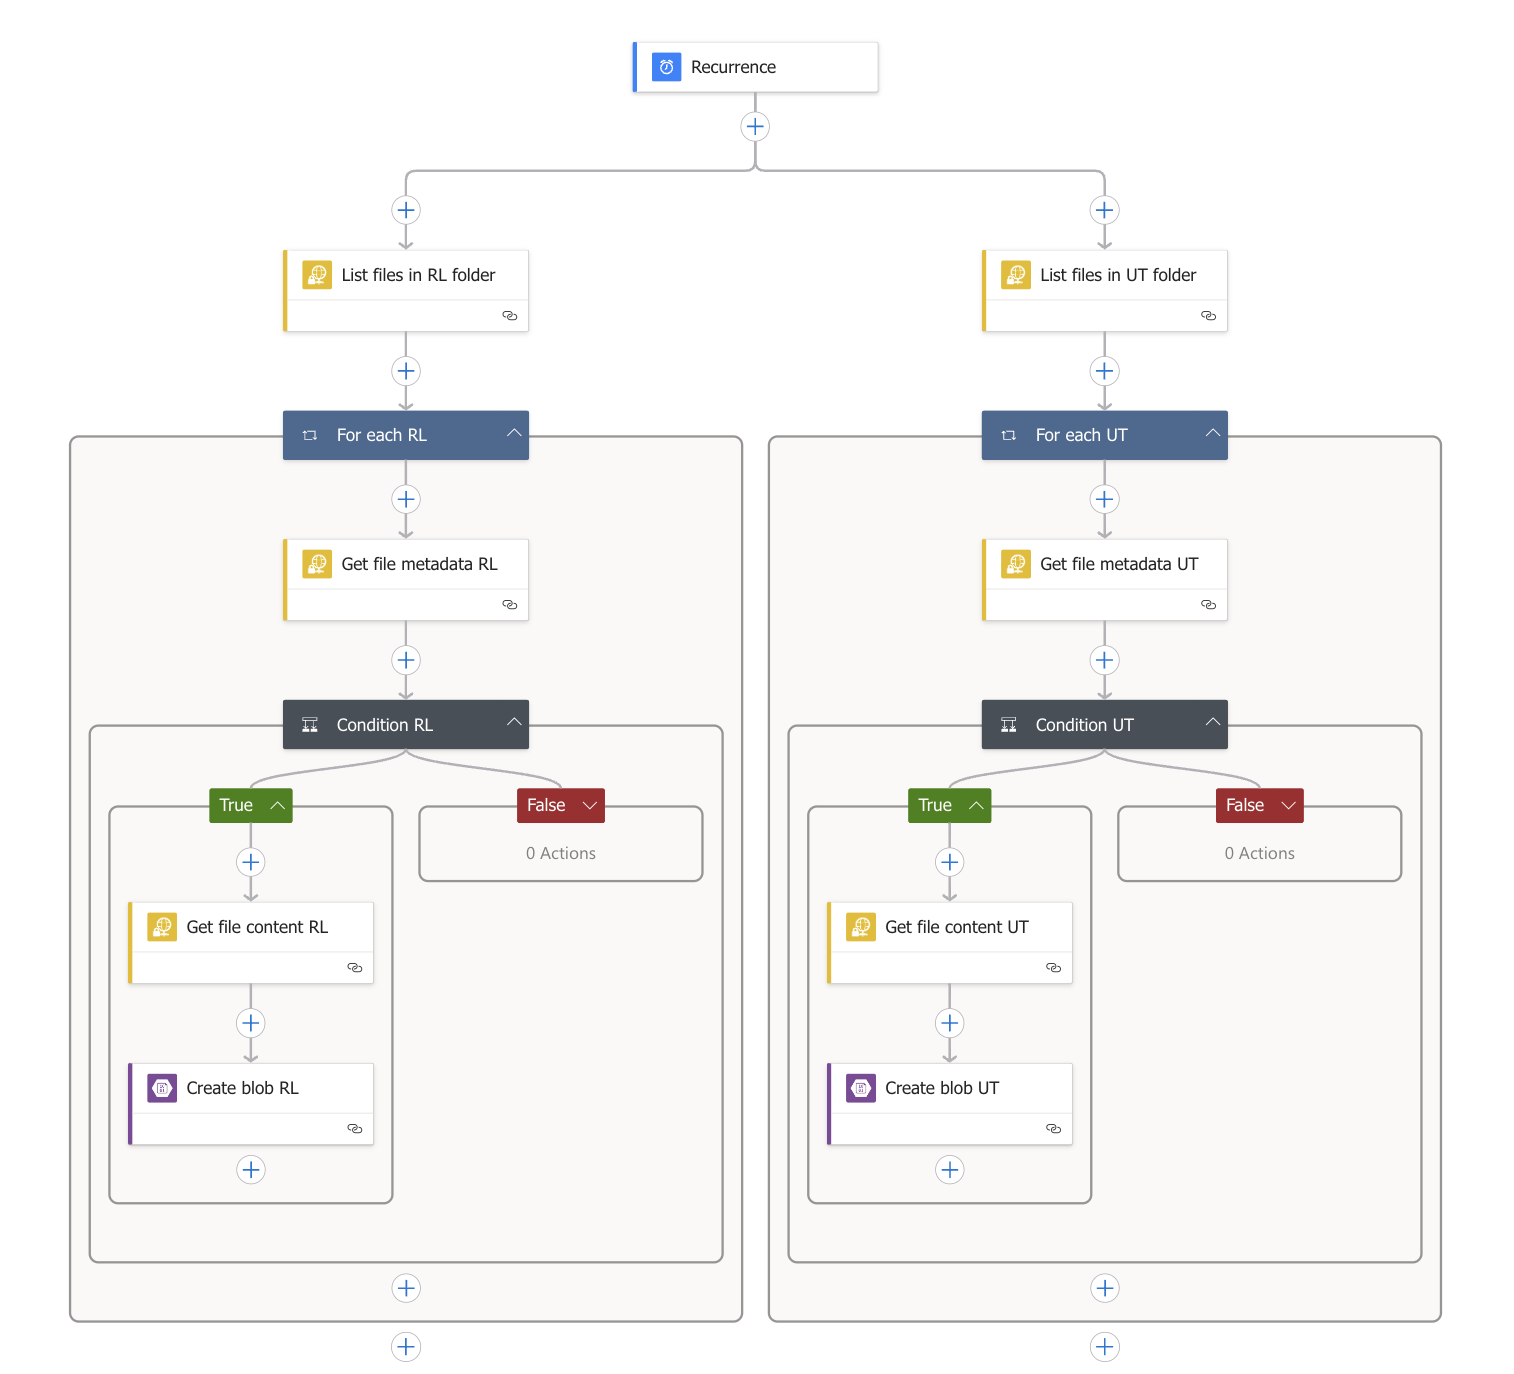 Recurrence
List files in RL folder
List files in UT folder
For each RL
For each UT
Get file metadata RL
Get file metadata UT
Condition RL
Condition UT
True
False
True
False
0 Actions
0 Actions
Get file content RL
Get file content UT
Create blob RL
Create blob UT